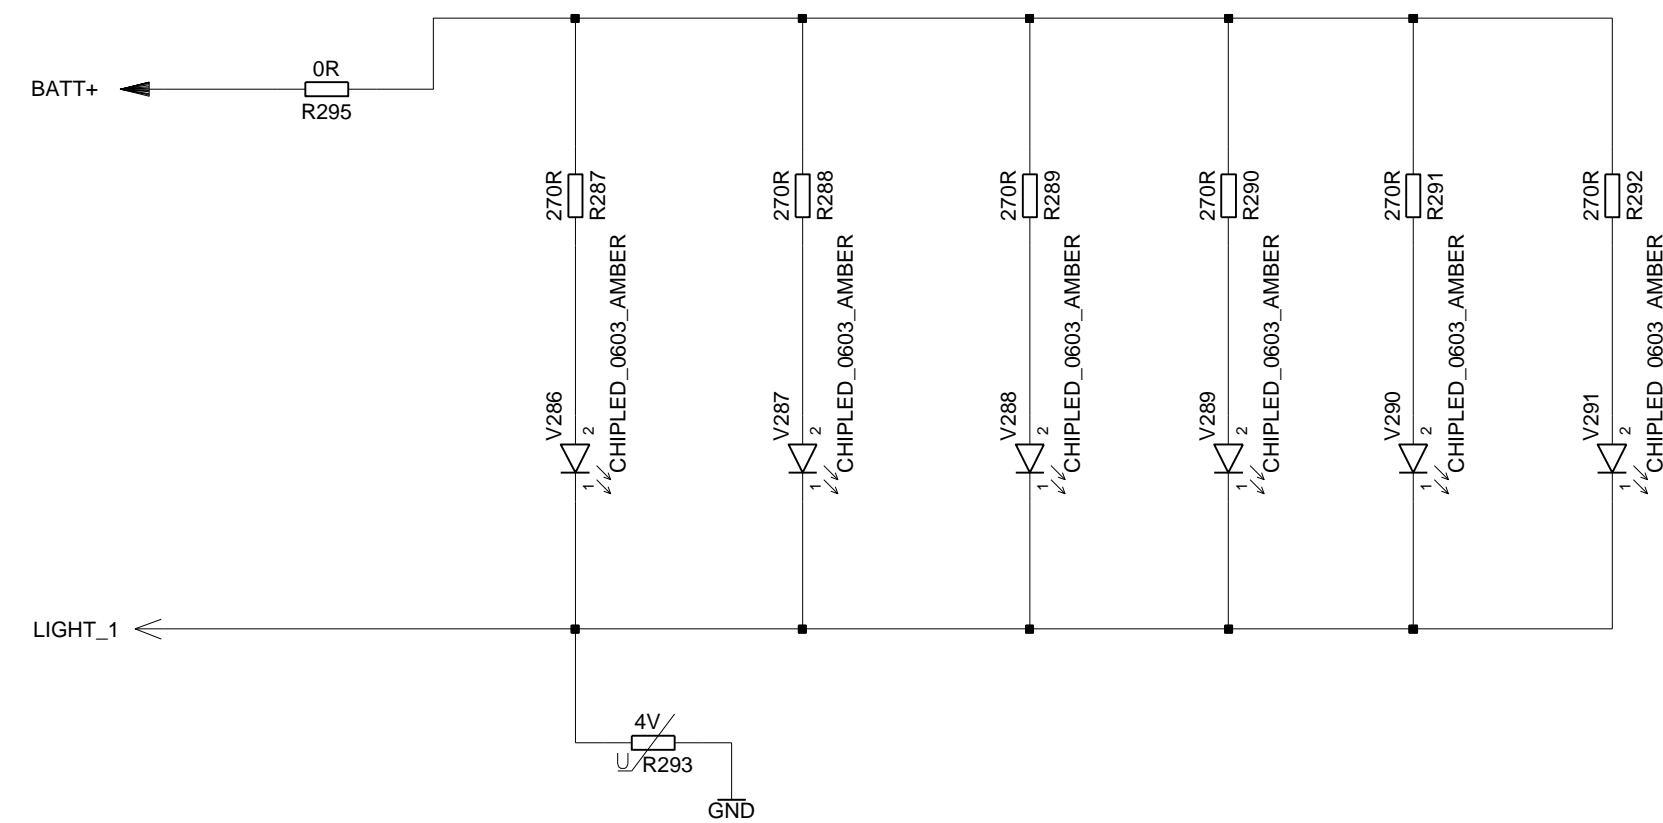 0R
BATT+
R295
270R
R287
270R
R288
270R
R289
270R
R290
270R
R291
270R
R292
V286
2
1
CHIPLED_0603_AMBER
V287
2
1
CHIPLED_0603_AMBER
V288
2
1
CHIPLED_0603_AMBER
V289
2
1
CHIPLED_0603_AMBER
V290
2
1
CHIPLED_0603_AMBER
V291
2
1
CHIPLED_0603_AMBER
LIGHT_1
4V
U
R293
GND